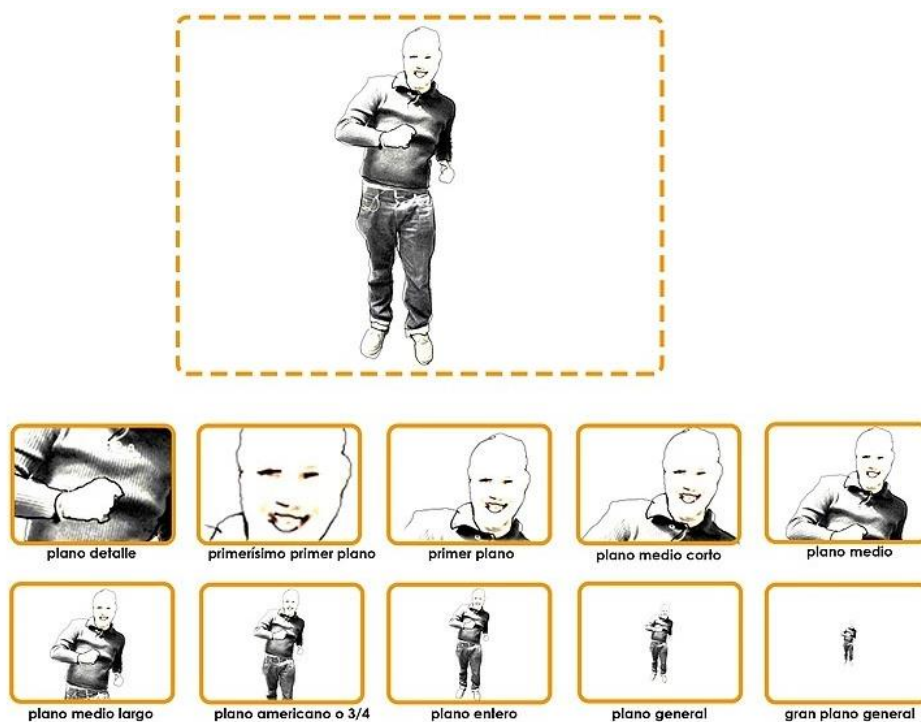 plano detalle
primerísimo primer plano
primer plano
plano medio corto
plano medio
plano medio largo
plano americano o 3/4
plano entero
plano general
gran plano general